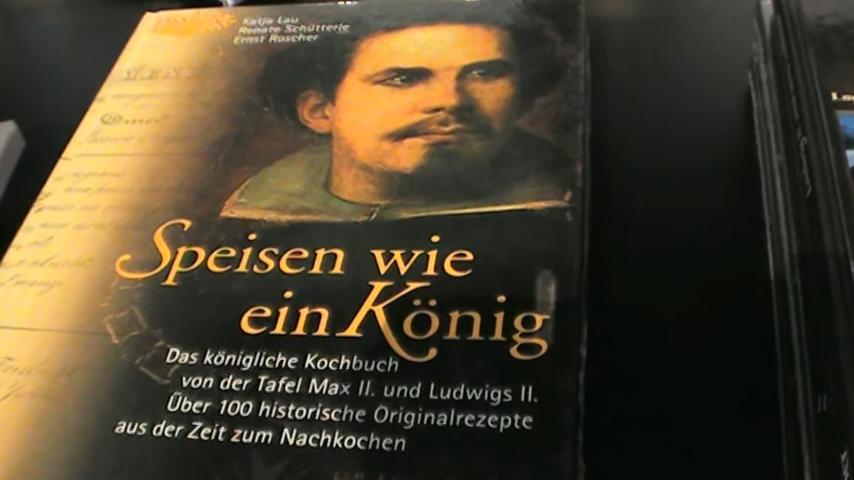 Katja Lau
Renate Schütterle
Ernst Roscher
MENU
Speisen wie
ein König
Das königliche Kochbuch
von der Tafel Max II. und Ludwigs II.
Über 100 historische Originalrezepte
aus der Zeit zum Nachkochen